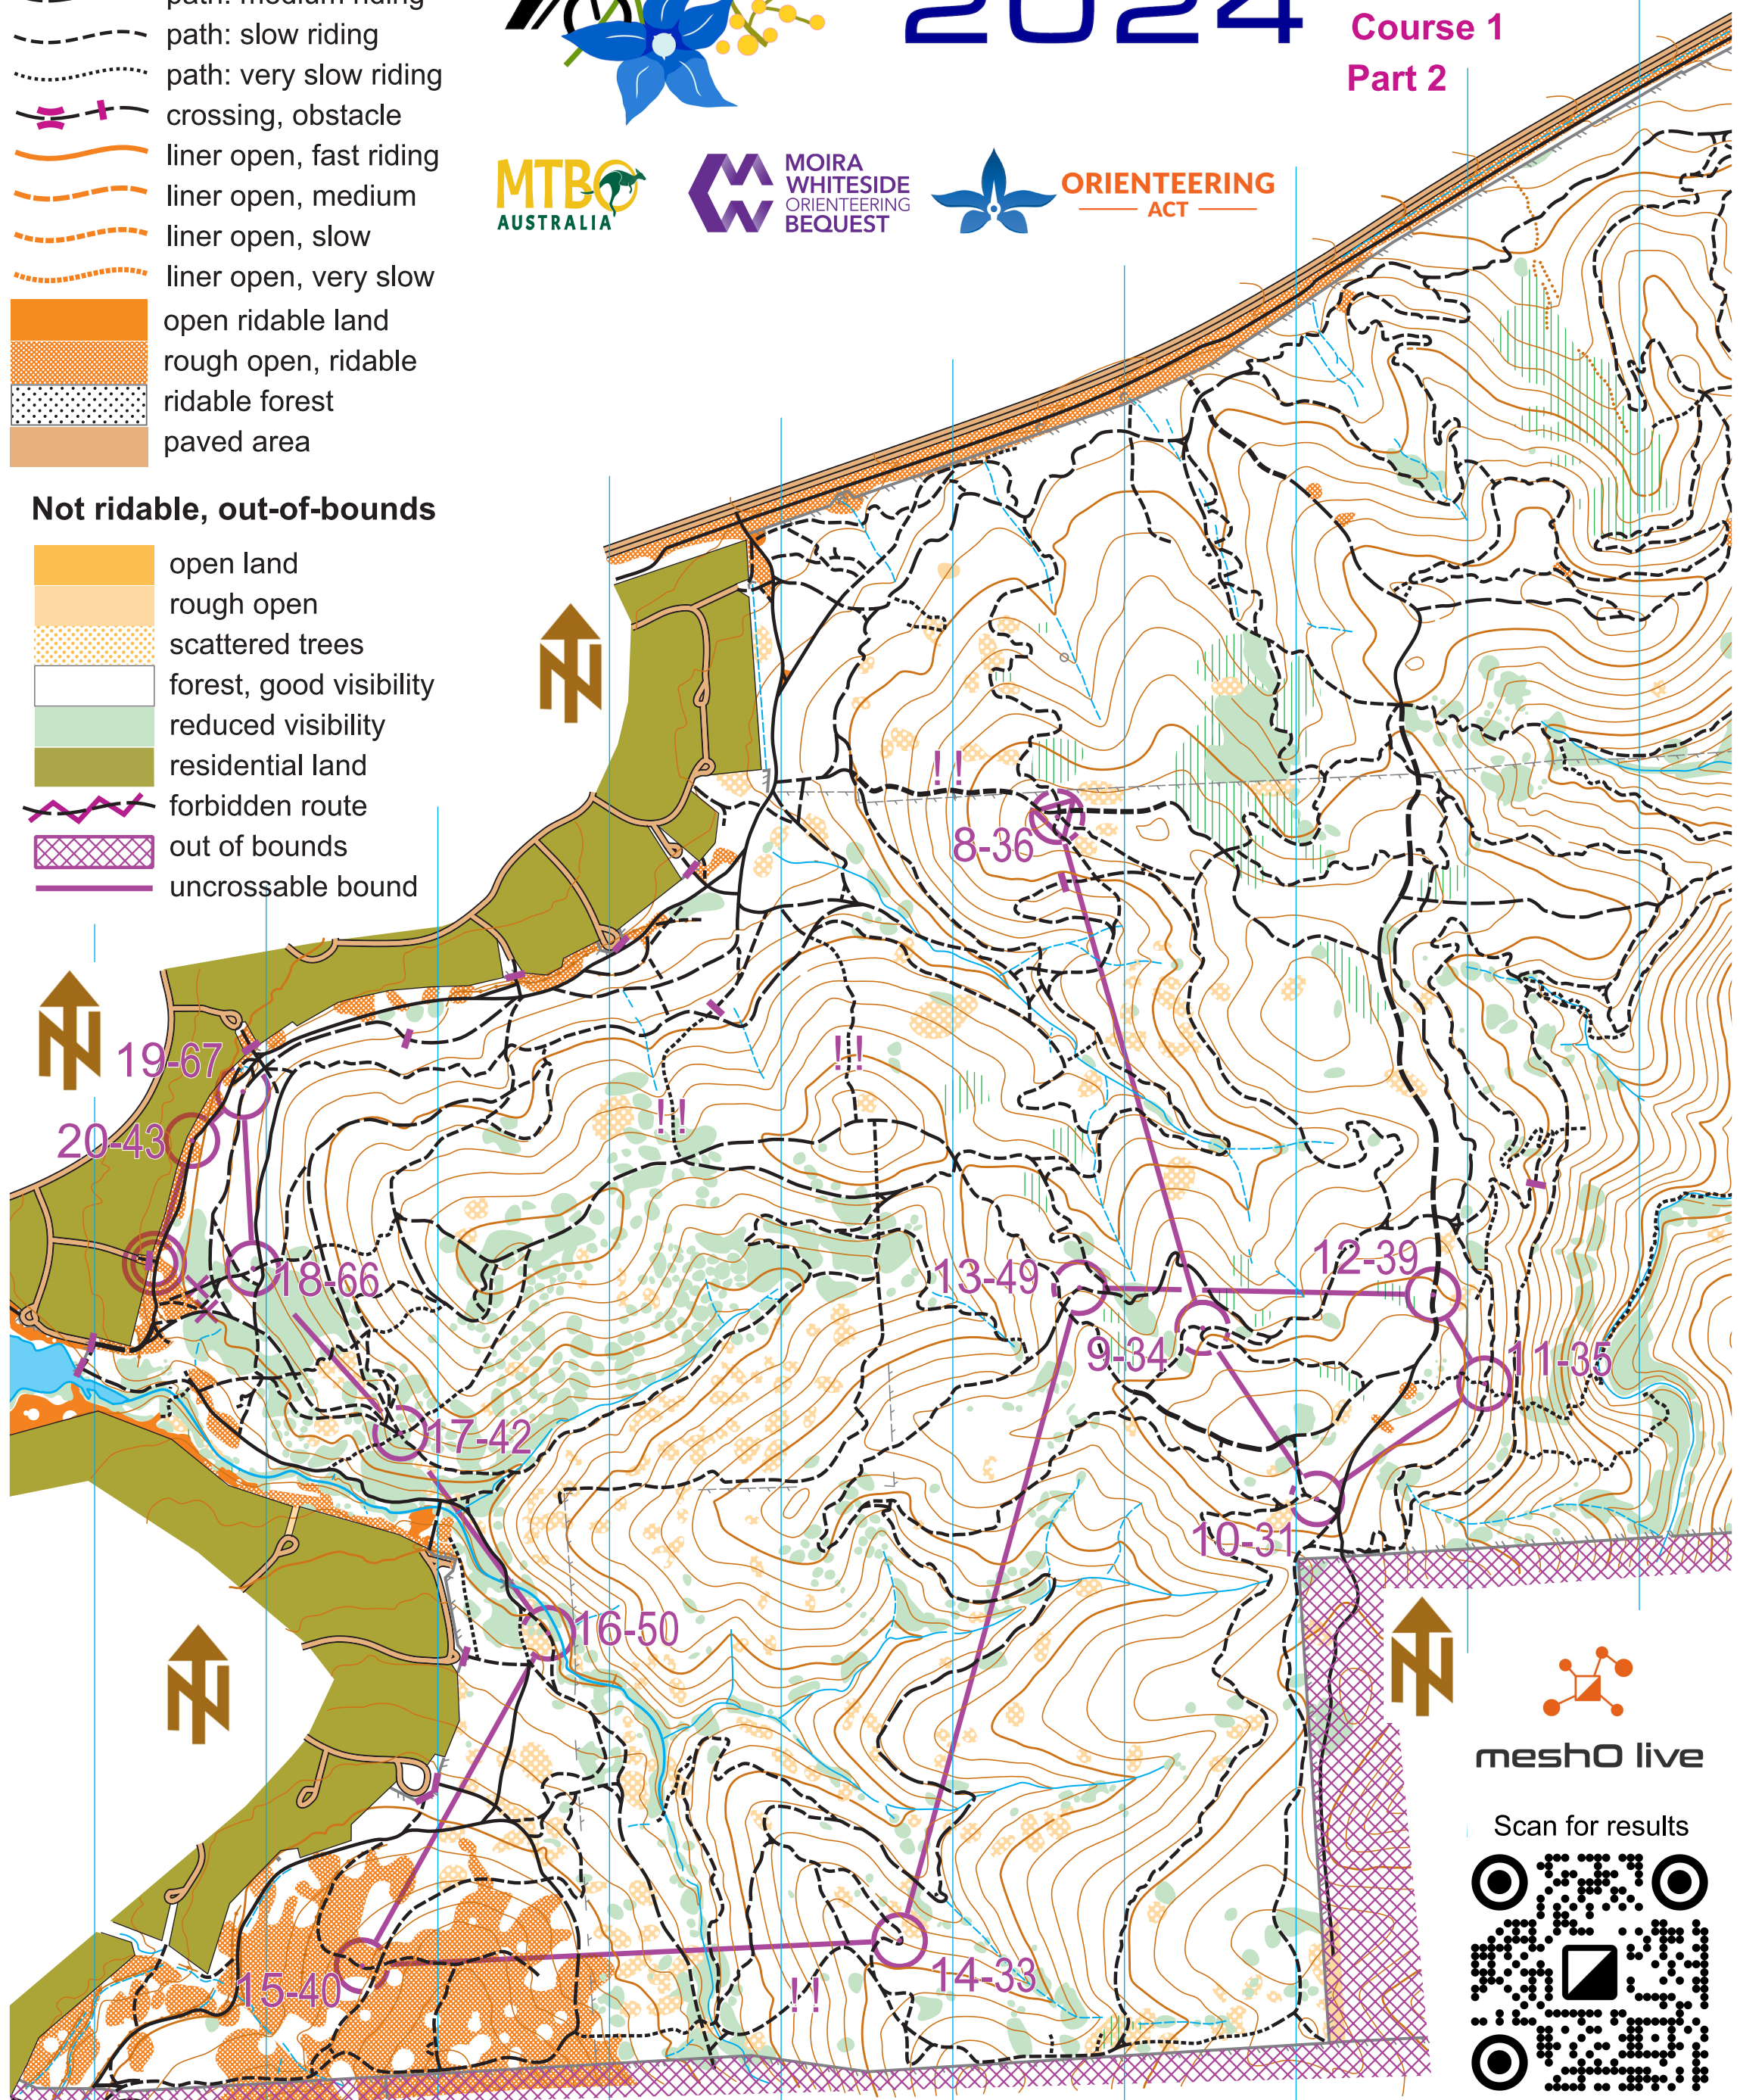 path: medium riding
path: slow riding
path: very slow riding
crossing, obstacle
liner open, fast riding
liner open, medium
liner open, slow
liner open, very slow
open ridable land
rough open, ridable
ridable forest
paved area
Not ridable, out-of-bounds
open land
rough open
scattered trees
forest, good visibility
reduced visibility
residential land
forbidden route
out of bounds
uncrossable bound
2024
Course 1
Part 2
MTBO
AUSTRALIA
MOIRA
WHITESIDE
ORIENTEERING
BEQUEST
ORIENTEERING
ACT
N
!!
8-36
N
19-67
!!
!!
20-43
18-66
13-49
12-39
9-34
11-35
17-42
10-31
16-50
N
N
meshO live
Scan for results
15-40
14-33
!!